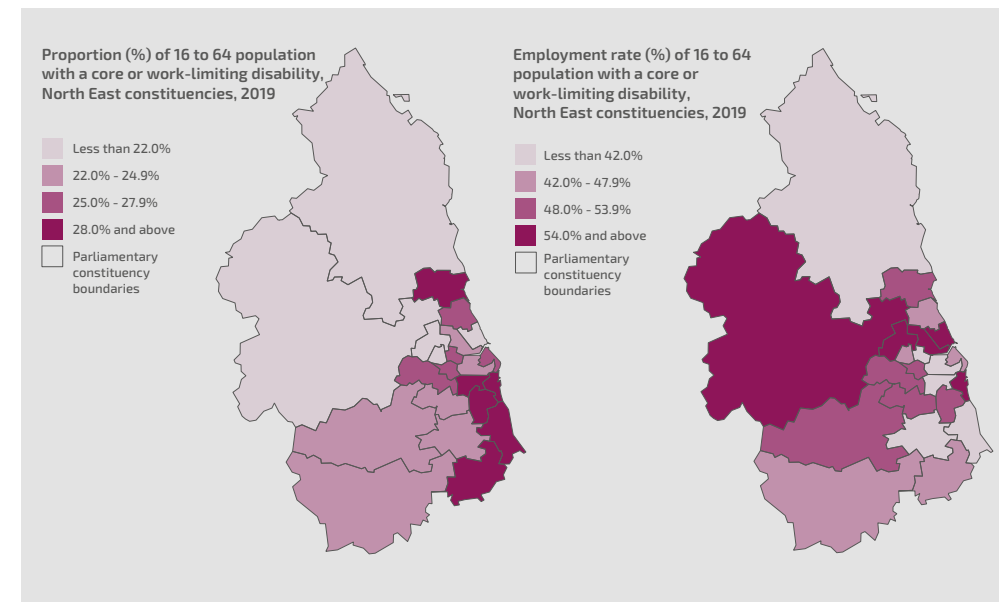 Proportion (%) of 16 to 64 population
with a core or work-limiting disability,
North East constituencies, 2019
Less than 22.0%
22.0% - 24.9%
25.0% - 27.9%
28.0% and above
Parliamentary
constituency
boundaries
Employment rate (%) of 16 to 64
population with a core or
work-limiting disability,
North East constituencies, 2019
Less than 42.0%
42.0% - 47.9%
48.0% - 53.9%
54.0% and above
Parliamentary
constituency
boundaries